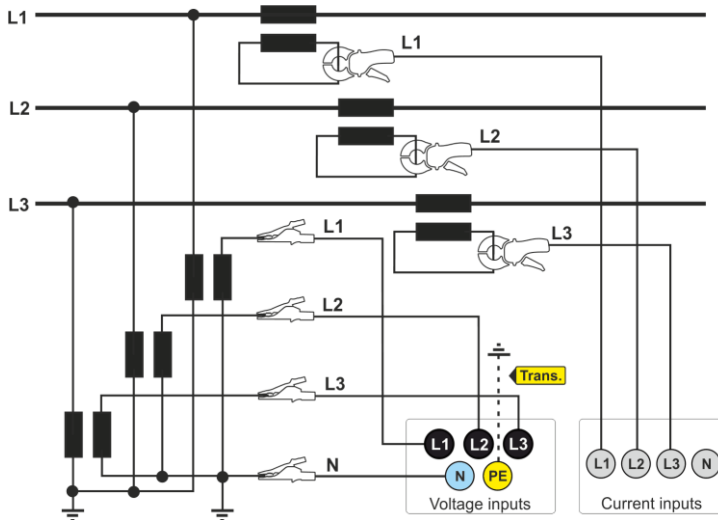 L1
L1
L2
L2
L3
L1
L3
L2
Trans.
L3
L1
L2
L3
L1
L2
L3
N
N
N
PE
Voltage inputs
Current inputs